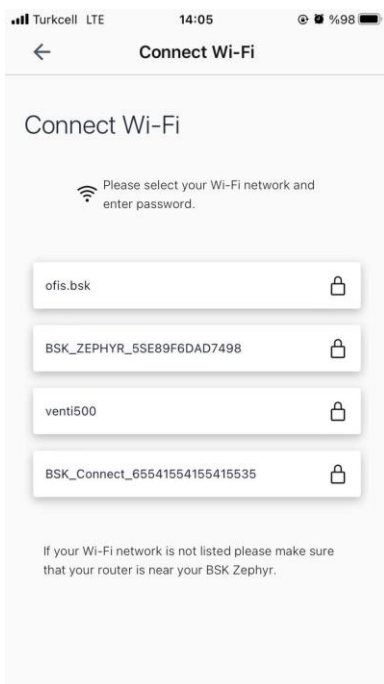 Turkcell LTE 14:05 %98
Connect Wi-Fi
Connect Wi-Fi
Please select your Wi-Fi network and
enter password.
ofis.bsk
BSK_ZEPHYR_5SE89F6DAD7498
venti500
BSK_Connect_65541554155415535
If your Wi-Fi network is not listed please make sure
that your router is near your BSK Zephyr.